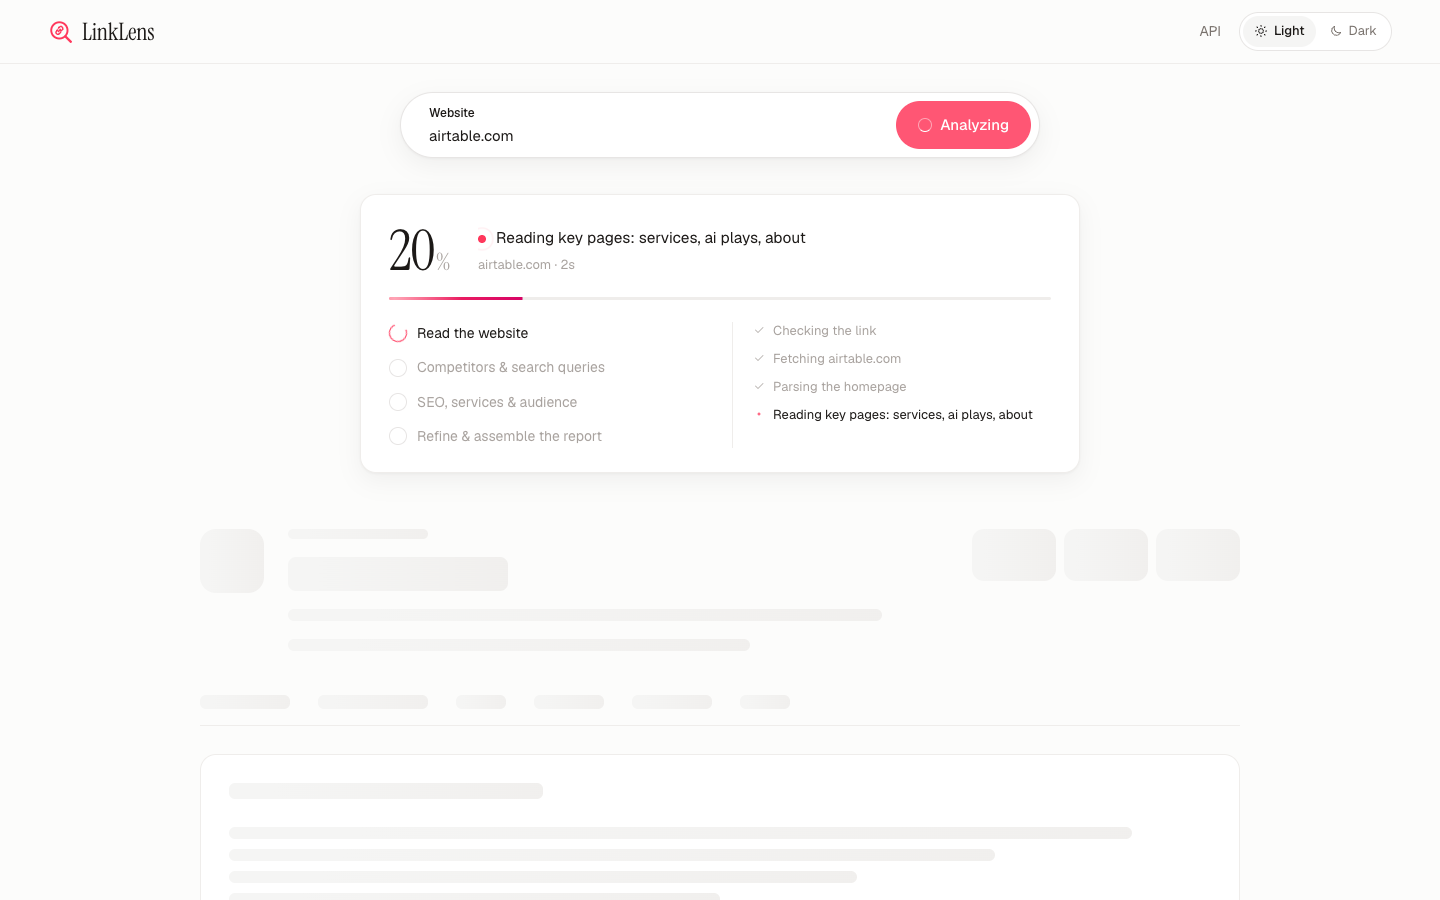 LinkLens
API
Light
Dark
Website
airtable.com
Analyzing
20%
Reading key pages: services, ai plays, about
airtable.com · 2s
Read the website
Competitors & search queries
SEO, services & audience
Refine & assemble the report
Checking the link
Fetching airtable.com
Parsing the homepage
Reading key pages: services, ai plays, about